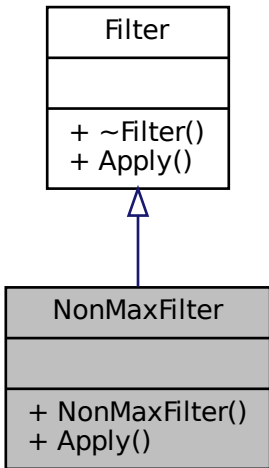 Filter
+ ~Filter()
+ Apply()
NonMaxFilter
+ NonMaxFilter()
+ Apply()